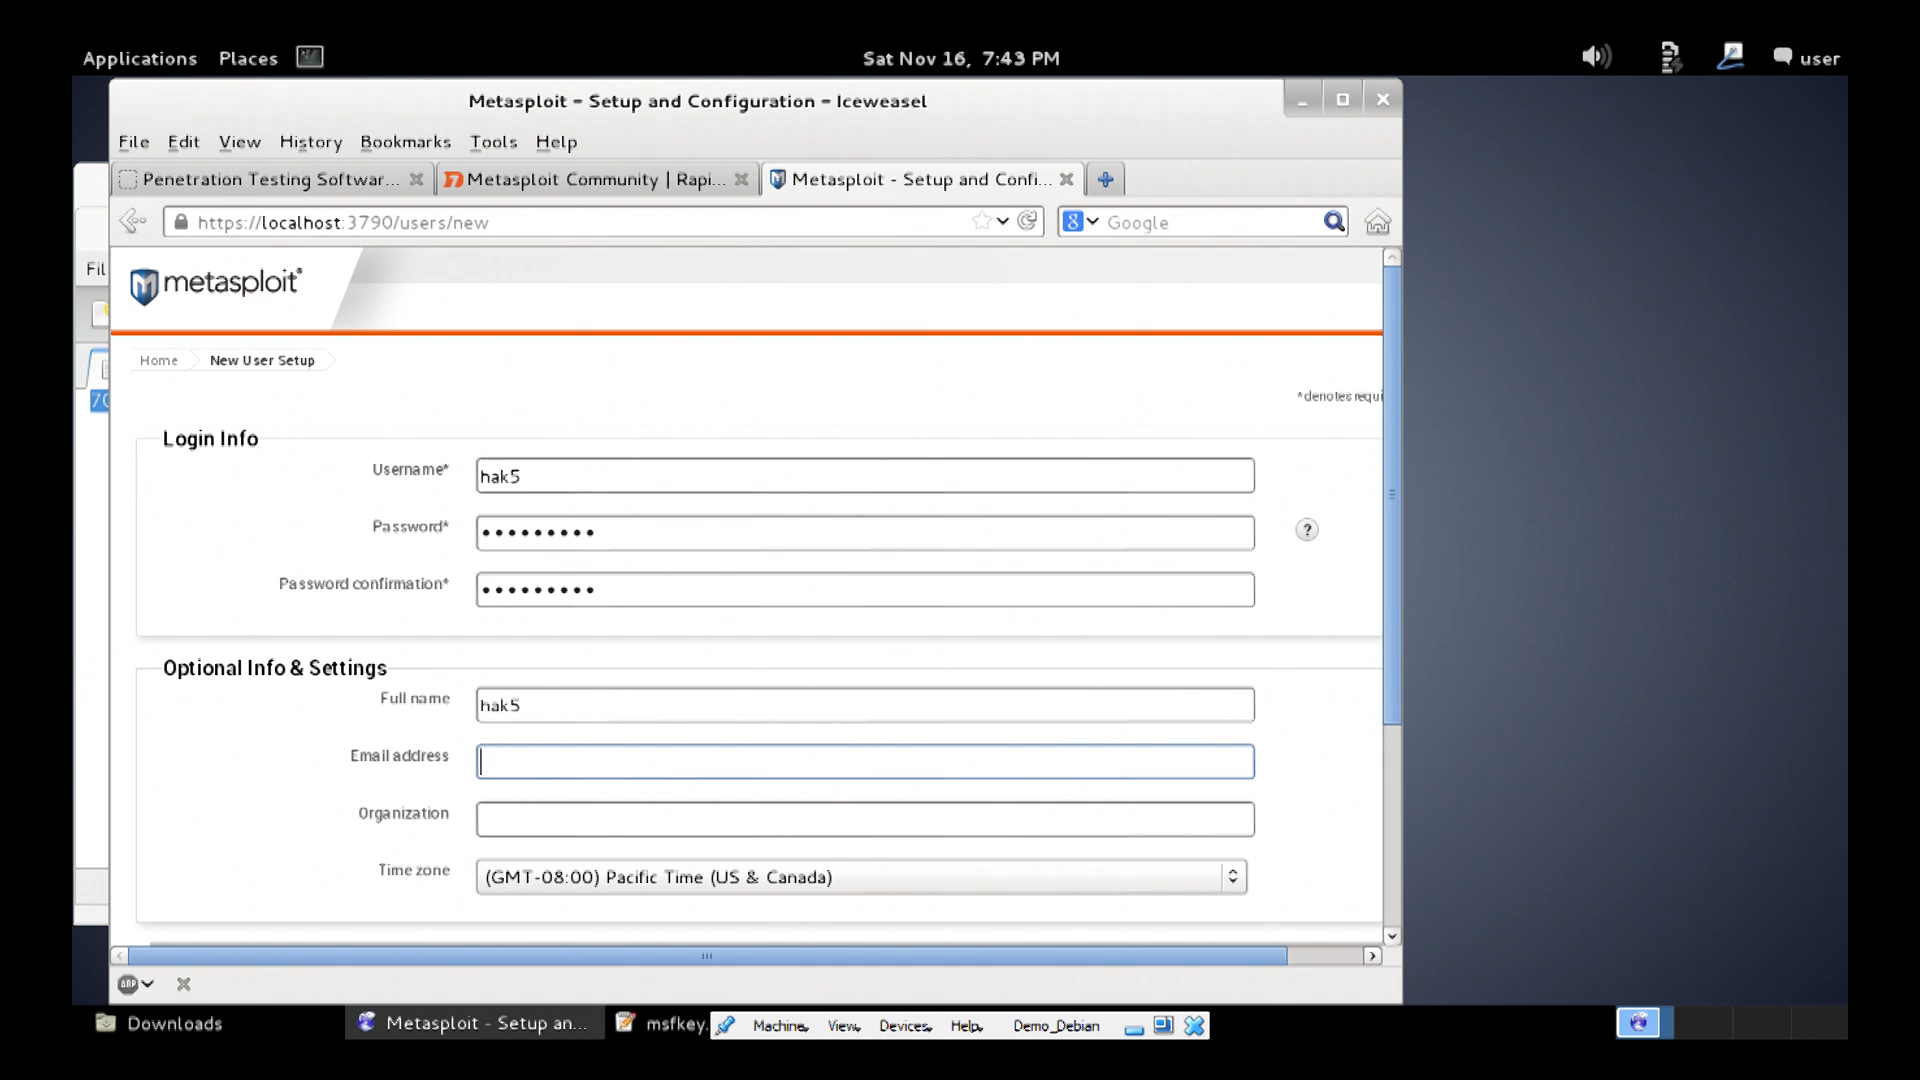 Applications Places Sat Nov 16, 7:43 PM user
Metasploit - Setup and Configuration - Iceweasel
File Edit View History Bookmarks Tools Help
Penetration Testing Softwar... Metasploit Community | Rapi... Metasploit - Setup and Confi...
https://localhost:3790/users/new Google
Fil
metasploit®
Home New User Setup
70
*denotes requi
Login Info
Username* hak5
Password*
?
Password confirmation*
Optional Info & Settings
Full name hak5
Email address
Organization
Time zone (GMT-08:00) Pacific Time (US & Canada)
ABP
Downloads Metasploit - Setup an... msfkey. Machine View Devices Help Demo_Debian